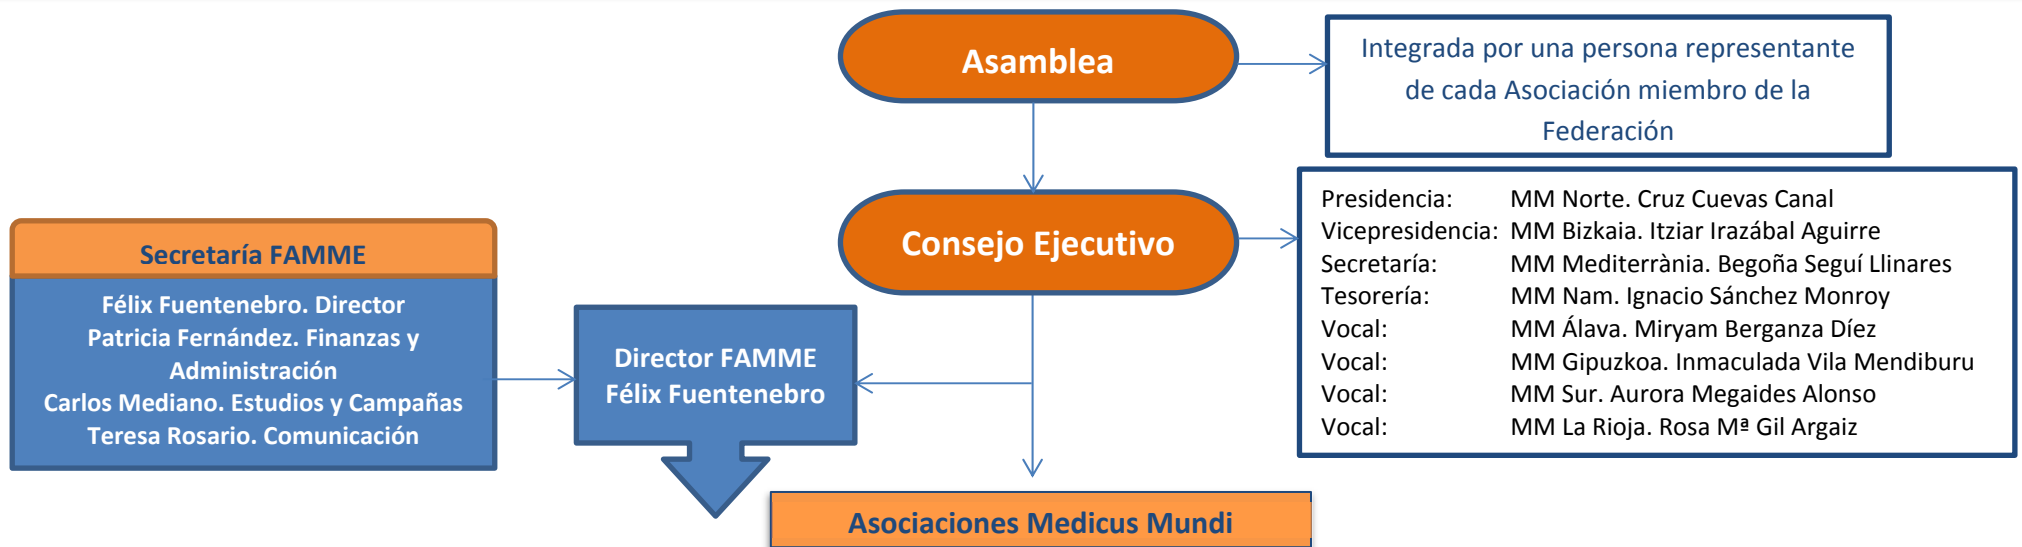 Asamblea
Integrada por una persona representante
de cada Asociación miembro de la
Federación
Consejo Ejecutivo
Presidencia: MM Norte. Cruz Cuevas Canal
Vicepresidencia: MM Bizkaia. Itziar Irazábal Aguirre
Secretaría: MM Mediterrània. Begoña Seguí Llinares
Tesorería: MM Nam. Ignacio Sánchez Monroy
Vocal: MM Álava. Miryam Berganza Díez
Vocal: MM Gipuzkoa. Inmaculada Vila Mendiburu
Vocal: MM Sur. Aurora Megaides Alonso
Vocal: MM La Rioja. Rosa Mª Gil Argaiz
Secretaría FAMME
Félix Fuentenebro. Director
Patricia Fernández. Finanzas y
Administración
Carlos Mediano. Estudios y Campañas
Teresa Rosario. Comunicación
Director FAMME
Félix Fuentenebro
Asociaciones Medicus Mundi